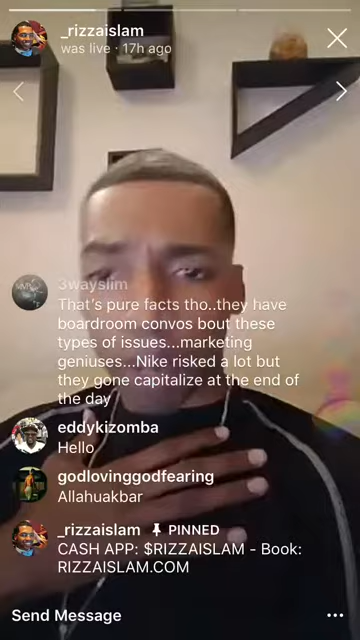 _rizzaislam
was live · 17h ago
3wayslim
That's pure facts tho..they have
boardroom convos bout these
types of issues...marketing
geniuses...Nike risked a lot but
they gone capitalize at the end of
the day
eddykizomba
Hello
godlovinggodfearing
Allahuakbar
_rizzaislam PINNED
CASH APP: $RIZZAISLAM - Book:
RIZZAISLAM.COM
Send Message